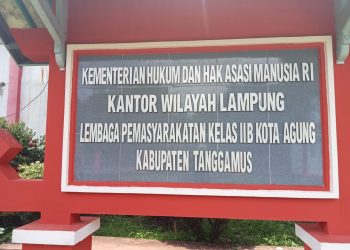 KEMENTERIAN HUKUM DAN HAK ASASI MANUSIA RI
KANTOR WILAYAH LAMPUNG
LEMBAGA PEMASYARAKATAN KELAS IIB KOTA AGUNG
KABUPATEN TANGGAMUS